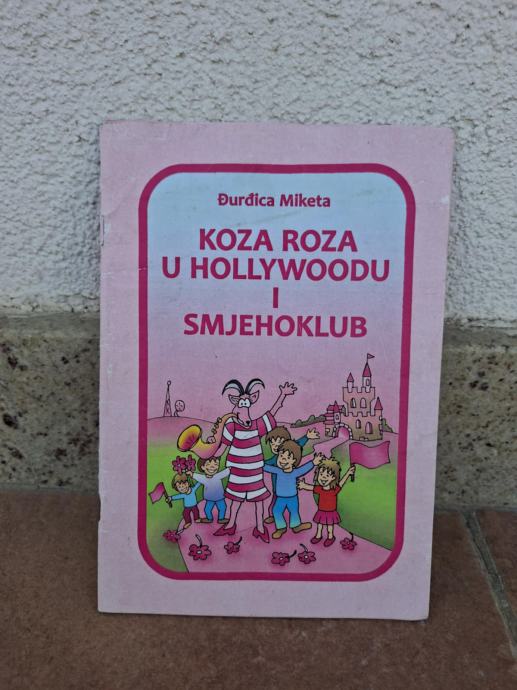 Đurđica Miketa
KOZA ROZA
U HOLLYWOODU
I
SMJEHOKLUB